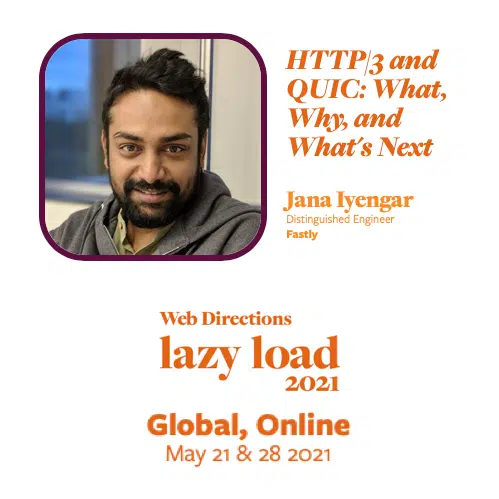 HTTP/3 and
QUIC: What,
Why, and
What's Next
Jana Iyengar
Distinguished Engineer
Fastly
Web Directions
lazy load
2021
Global, Online
May 21 & 28 2021